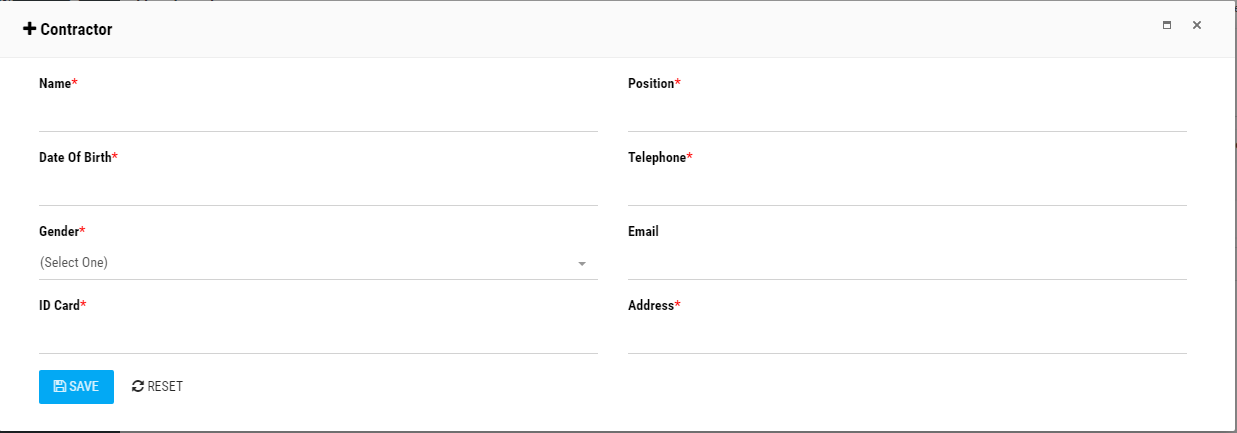 Contractor
Name*
Position*
Date Of Birth*
Telephone*
Gender*
(Select One)
Email
ID Card*
Address*
SAVE
RESET